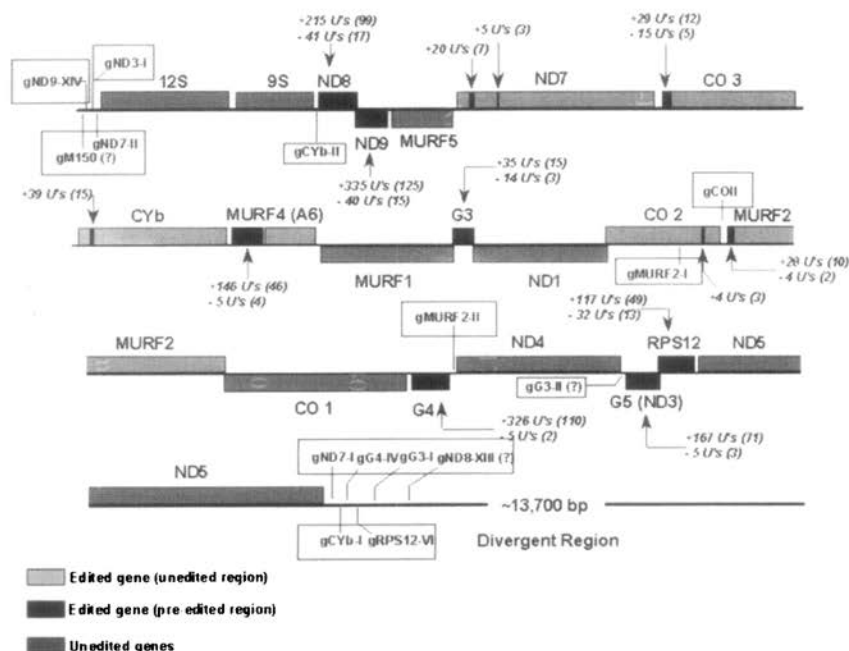 +215 U's (99)
- 41 U's (17)
+5 U's (3)
+20 U's (7)
+29 U's (12)
- 15 U's (5)
gND3-I
gND9-XIV
12S
9S
ND8
ND7
CO 3
gND7-II
gM150 (?)
gCYb-II
ND9
MURF5
+335 U's (125)
- 40 U's (15)
+35 U's (15)
- 14 U's (3)
+39 U's (15)
gCOII
CYb
MURF4 (A6)
G3
CO 2
MURF2
MURF1
ND1
gMURF2-I
+146 U's (46)
- 5 U's (4)
+28 U's (10)
- 4 U's (2)
+4 U's (3)
+117 U's (49)
- 32 U's (13)
gMURF2-II
MURF2
ND4
RPS12
ND5
CO 1
G4
gG3-II (?)
G5 (ND3)
+326 U's (110)
- 5 U's (2)
+167 U's (71)
- 5 U's (3)
ND5
gND7-I gG4-IV gG3-I gND8-XIII (?)
~13,700 bp
gCYb-I gRPS12-VI
Divergent Region
Edited gene (unedited region)
Edited gene (pre edited region)
Unedited genes